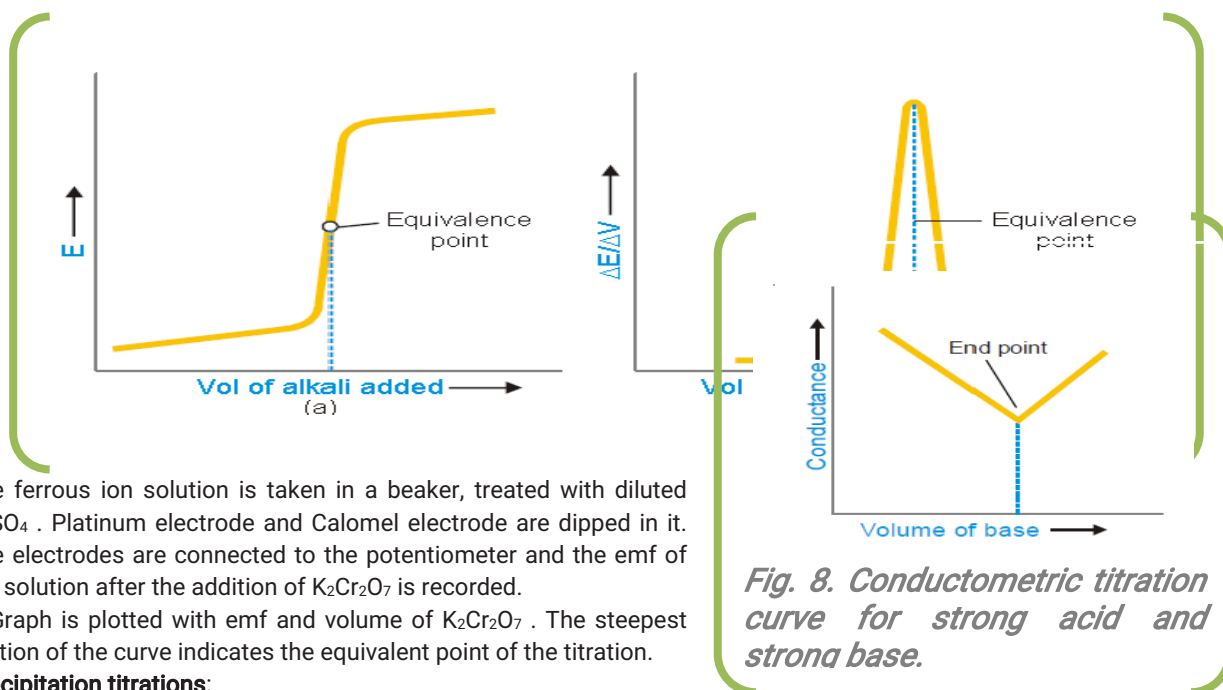 E
Equivalence
point
Vol of alkali added
(a)
ΔE/ΔV
Equivalence
point
Vol
Conductance
End point
Volume of base
Fig. 8. Conductometric titration
curve for strong acid and
strong base.
e ferrous ion solution is taken in a beaker, treated with diluted
SO₄ . Platinum electrode and Calomel electrode are dipped in it.
e electrodes are connected to the potentiometer and the emf of
solution after the addition of K₂Cr₂O₇ is recorded.
Graph is plotted with emf and volume of K₂Cr₂O₇ . The steepest
tion of the curve indicates the equivalent point of the titration.
cipitation titrations: